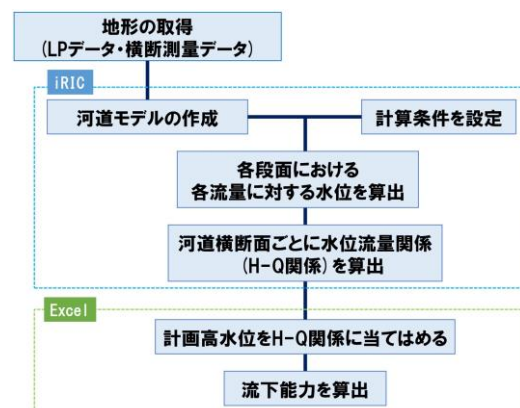 地形の取得
(LPデータ・横断測量データ)
iRIC
河道モデルの作成
計算条件を設定
各段面における
各流量に対する水位を算出
河道横断面ごとに水位流量関係
(H-Q関係)を算出
Excel
計画高水位をH-Q関係に当てはめる
流下能力を算出